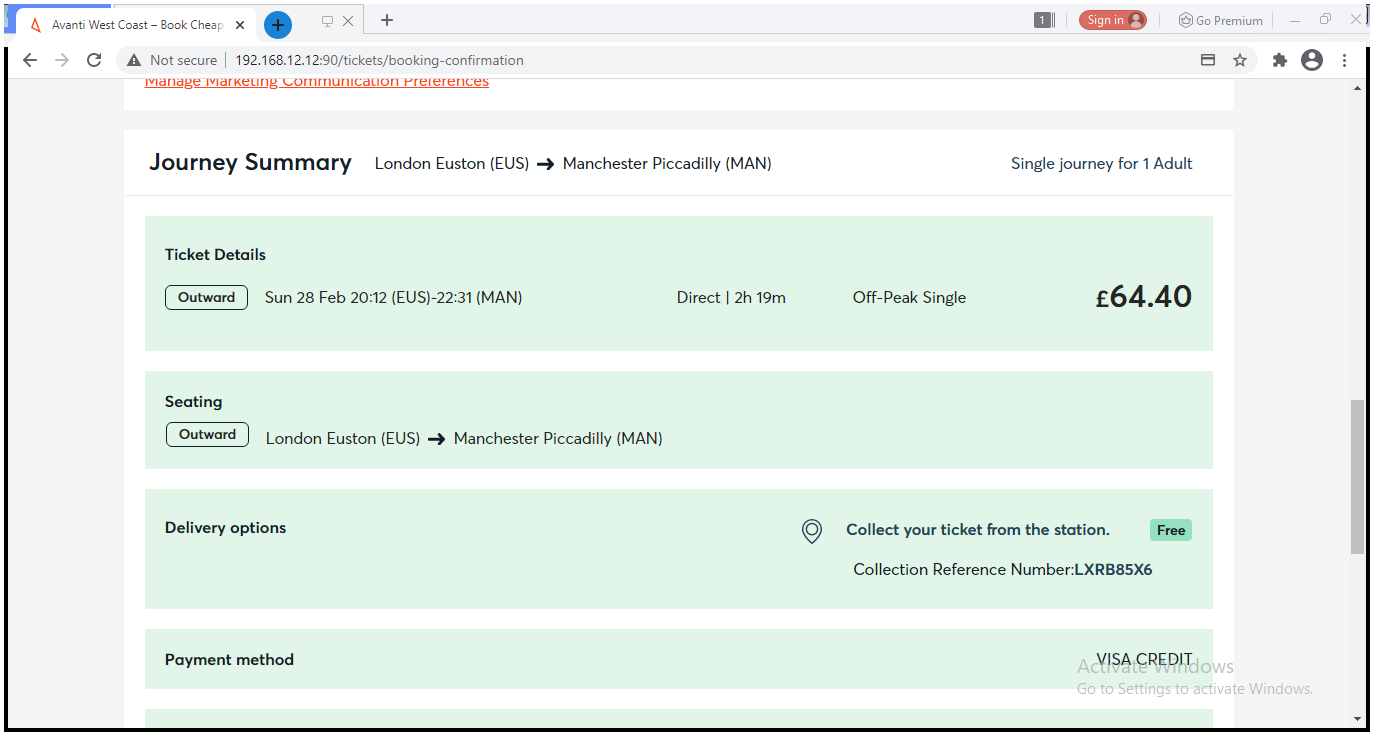 Avanti West Coast – Book Cheap
1
Sign in
Go Premium
Not secure
192.168.12.12:90/tickets/booking-confirmation
Manage Marketing Communication Preferences
Journey Summary London Euston (EUS) → Manchester Piccadilly (MAN) Single journey for 1 Adult
Ticket Details
Outward Sun 28 Feb 20:12 (EUS)-22:31 (MAN) Direct | 2h 19m Off-Peak Single £64.40
Seating
Outward London Euston (EUS) → Manchester Piccadilly (MAN)
Delivery options Collect your ticket from the station. Free
Collection Reference Number:LXRB85X6
Payment method VISA CREDIT
Activate Windows
Go to Settings to activate Windows.